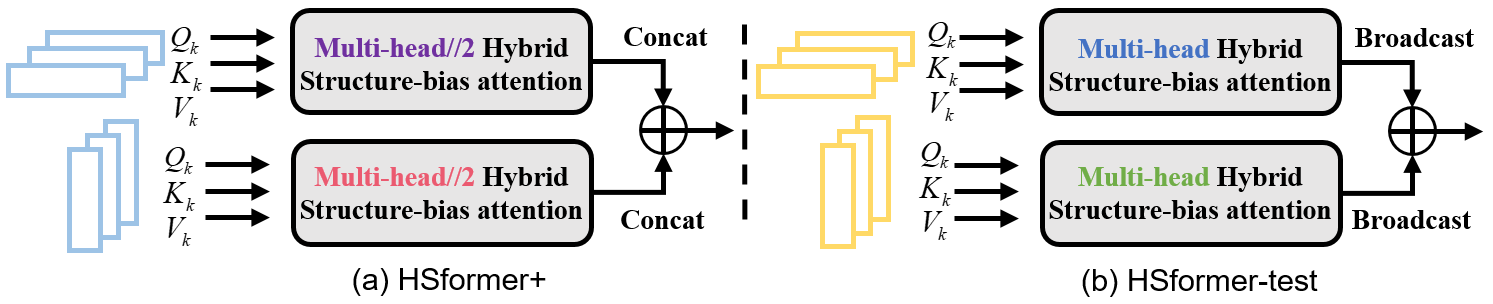 Q_k
K_k
V_k
Multi-head//2 Hybrid
Structure-bias attention
Concat
Q_k
K_k
V_k
Multi-head//2 Hybrid
Structure-bias attention
Concat
(a) HSformer+
Q_k
K_k
V_k
Multi-head Hybrid
Structure-bias attention
Broadcast
Q_k
K_k
V_k
Multi-head Hybrid
Structure-bias attention
Broadcast
(b) HSformer-test